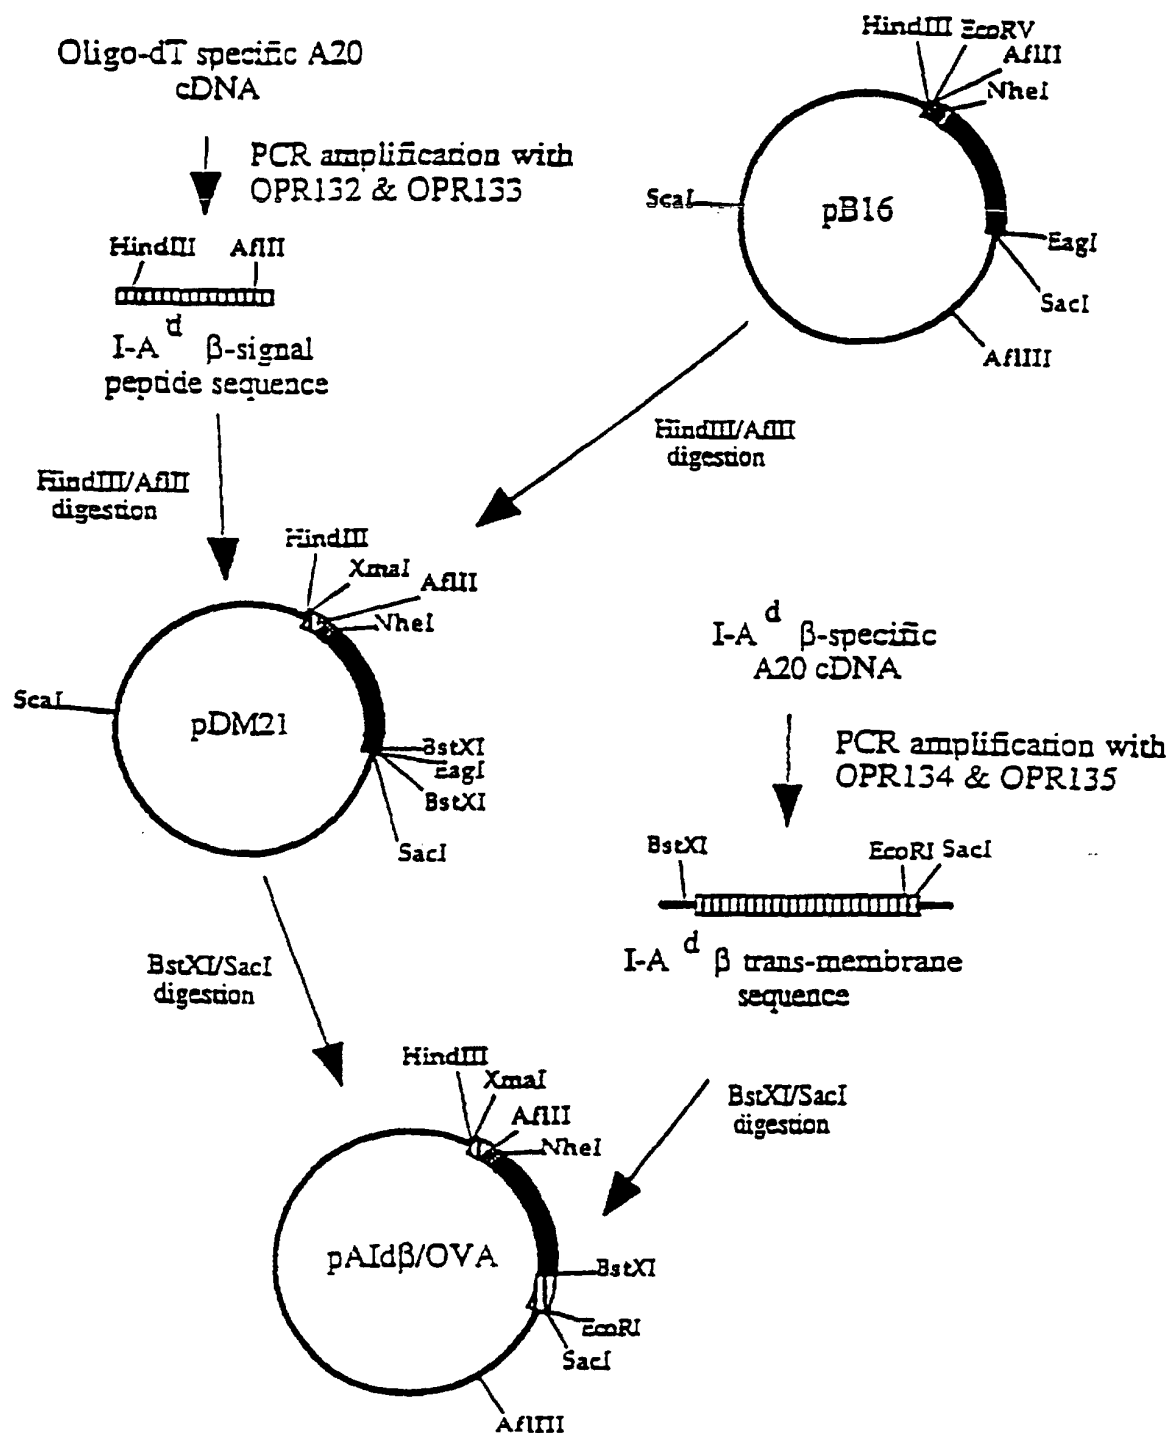 Oligo-dT specific A20
cDNA
PCR amplification with
OPR132 & OPR133
HindIII AflII
I-A d β-signal
peptide sequence
HindIII/AflII
digestion
HindIII EcoRV
AflII
NheI
ScaI
pB16
EagI
SacI
AflIII
HindIII/AflII
digestion
HindIII
XmaI
AflII
NheI
ScaI
pDM21
BstXI
EagI
BstXI
SacI
I-A d β-specific
A20 cDNA
PCR amplification with
OPR134 & OPR135
BstXI
EcoRI SacI
I-A d β trans-membrane
sequence
BstXI/SacI
digestion
BstXI/SacI
digestion
HindIII
XmaI
AflII
NheI
pAIdβ/OVA
BstXI
EcoRI
SacI
AflIII